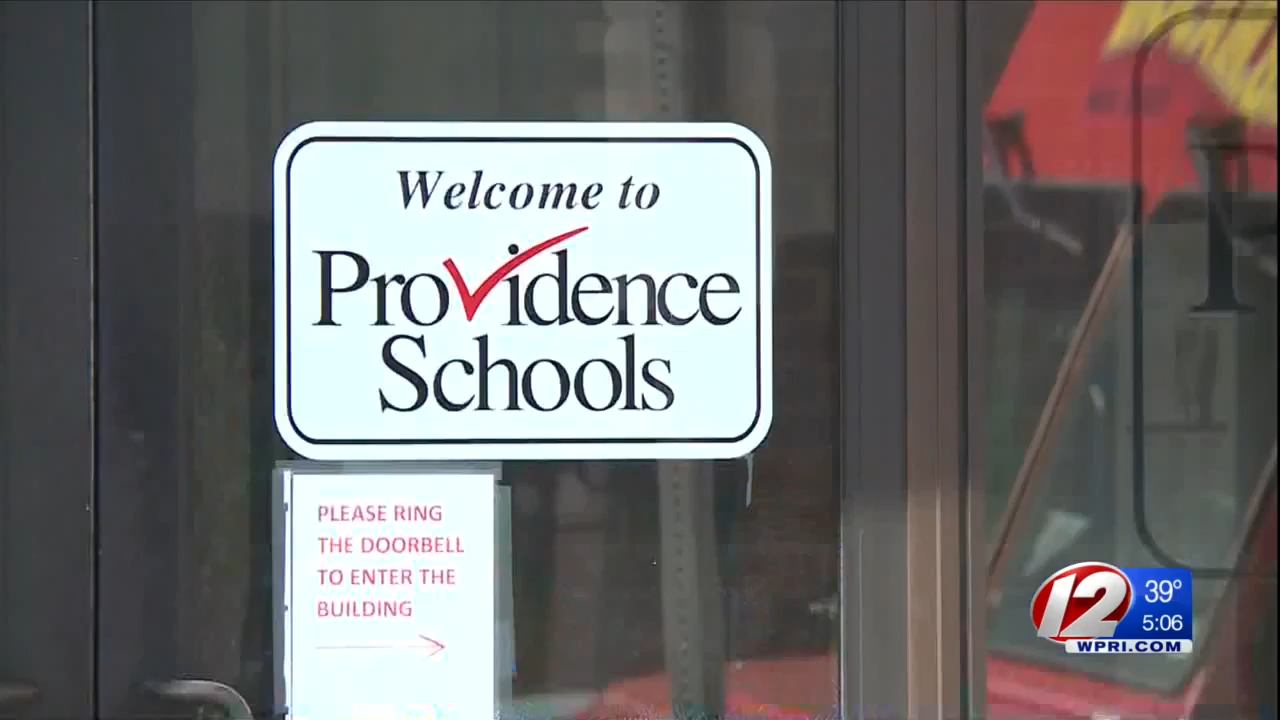 Welcome to
Providence
Schools
PLEASE RING
THE DOORBELL
TO ENTER THE
BUILDING
12
39°
5:06
WPRI.COM